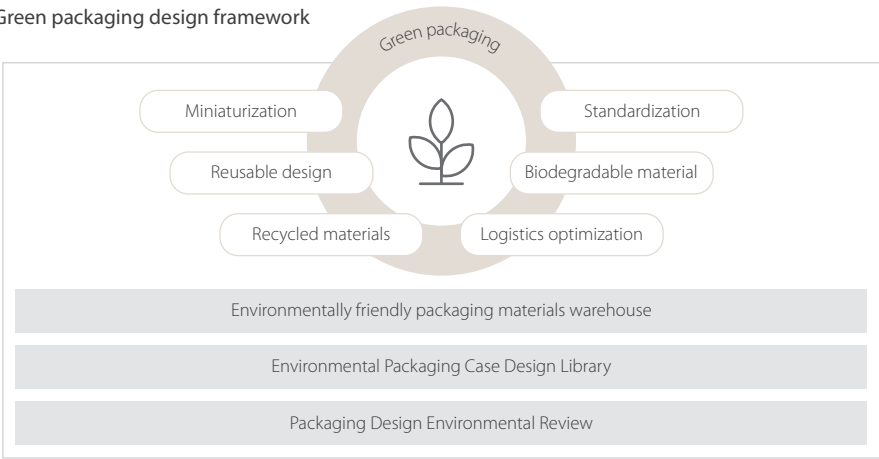 Green packaging design framework
Green packaging
Miniaturization
Standardization
Reusable design
Biodegradable material
Recycled materials
Logistics optimization
Environmentally friendly packaging materials warehouse
Environmental Packaging Case Design Library
Packaging Design Environmental Review